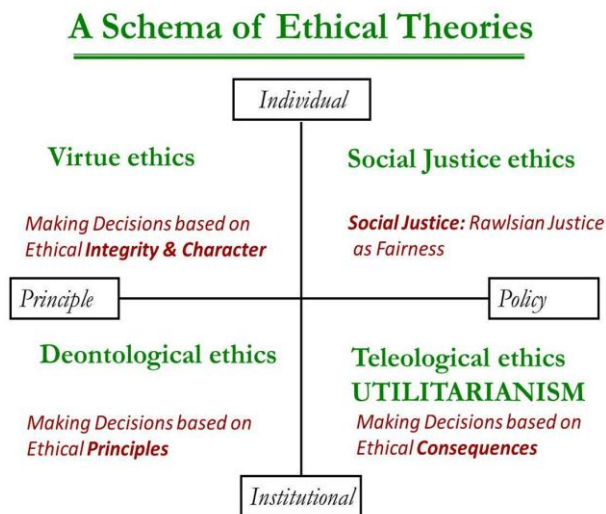 A Schema of Ethical Theories
Individual
Virtue ethics
Making Decisions based on
Ethical Integrity & Character
Social Justice ethics
Social Justice: Rawlsian Justice
as Fairness
Principle
Policy
Deontological ethics
Making Decisions based on
Ethical Principles
Teleological ethics
UTILITARIANISM
Making Decisions based on
Ethical Consequences
Institutional